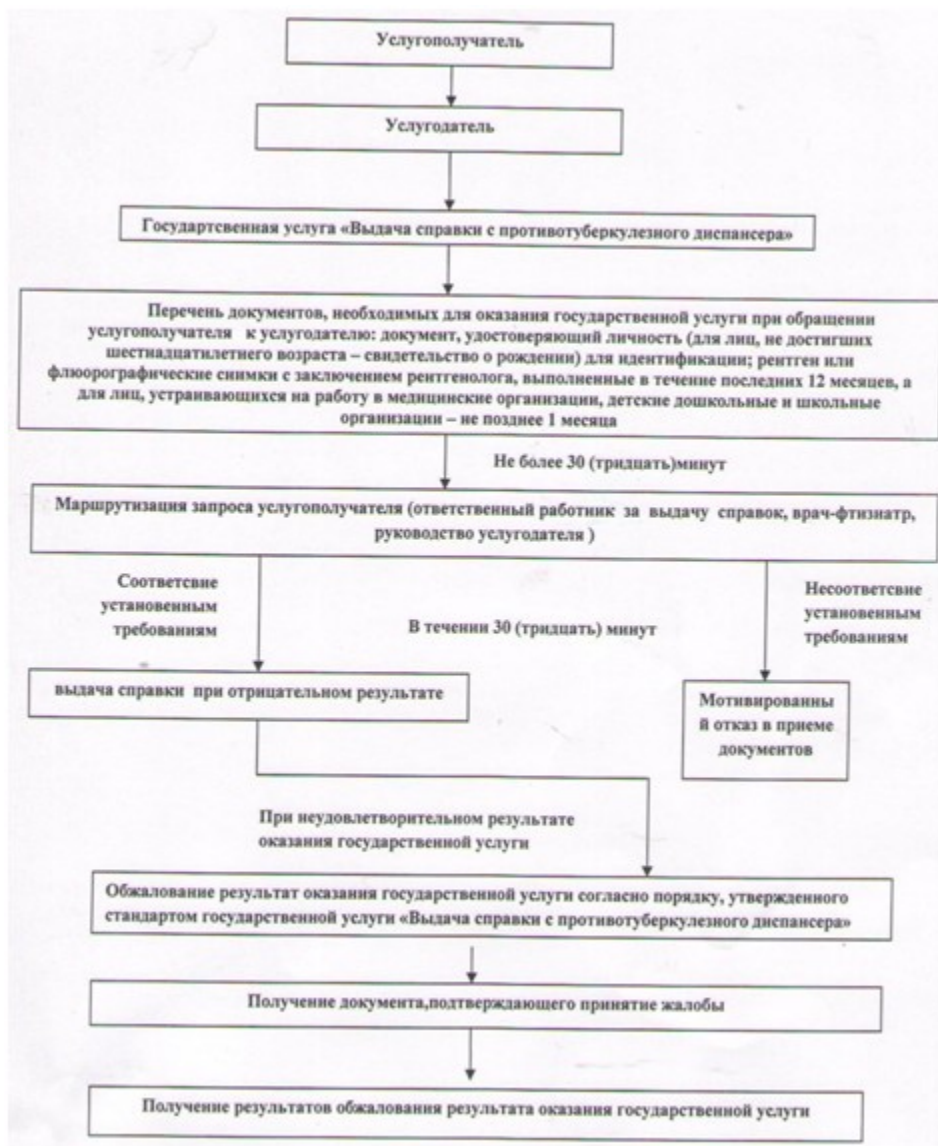 Услугополучатель
Услугодатель
Государтсвенная услуга «Выдача справки с противотуберкулезного диспансера»
Перечень документов, необходимых для оказания государственной услуги при обращении
услугополучателя к услугодателю: документ, удостоверяющий личность (для лиц, не достигших
шестнадцатилетнего возраста – свидетельство о рождении) для идентификации; рентген или
флюорографические снимки с заключением рентгенолога, выполненные в течение последних 12 месяцев, а
для лиц, устраивающихся на работу в медицинские организации, детские дошкольные и школьные
организации – не позднее 1 месяца
Не более 30 (тридцать)минут
Маршрутизация запроса услугополучателя (ответственный работник за выдачу справок, врач-фтизиатр,
руководство услугодателя )
Соответсвие
установенным
требованиям
В течении 30 (тридцать) минут
Несоответсвие
установенным
требованиям
выдача справки при отрицательном результате
Мотивированны
й отказ в приеме
документов
При неудовлетворительном результате
оказания государственной услуги
Обжалование результат оказания государственной услуги согласно порядку, утвержденного
стандартом государственной услуги «Выдача справки с противотуберкулезного диспансера»
Получение документа,подтверждающего принятие жалобы
Получение результатов обжалования результата оказания государственной услуги